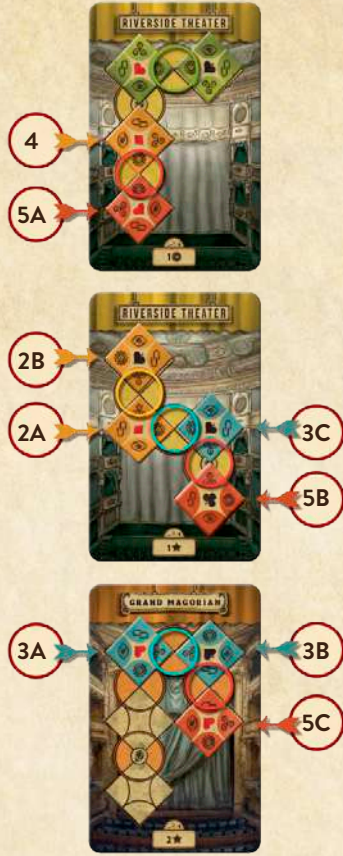 RIVERSIDE THEATER
4
5A
1
RIVERSIDE THEATER
2B
2A
3C
5B
1
GRAND MAGORIAN
3A
3B
5C
2